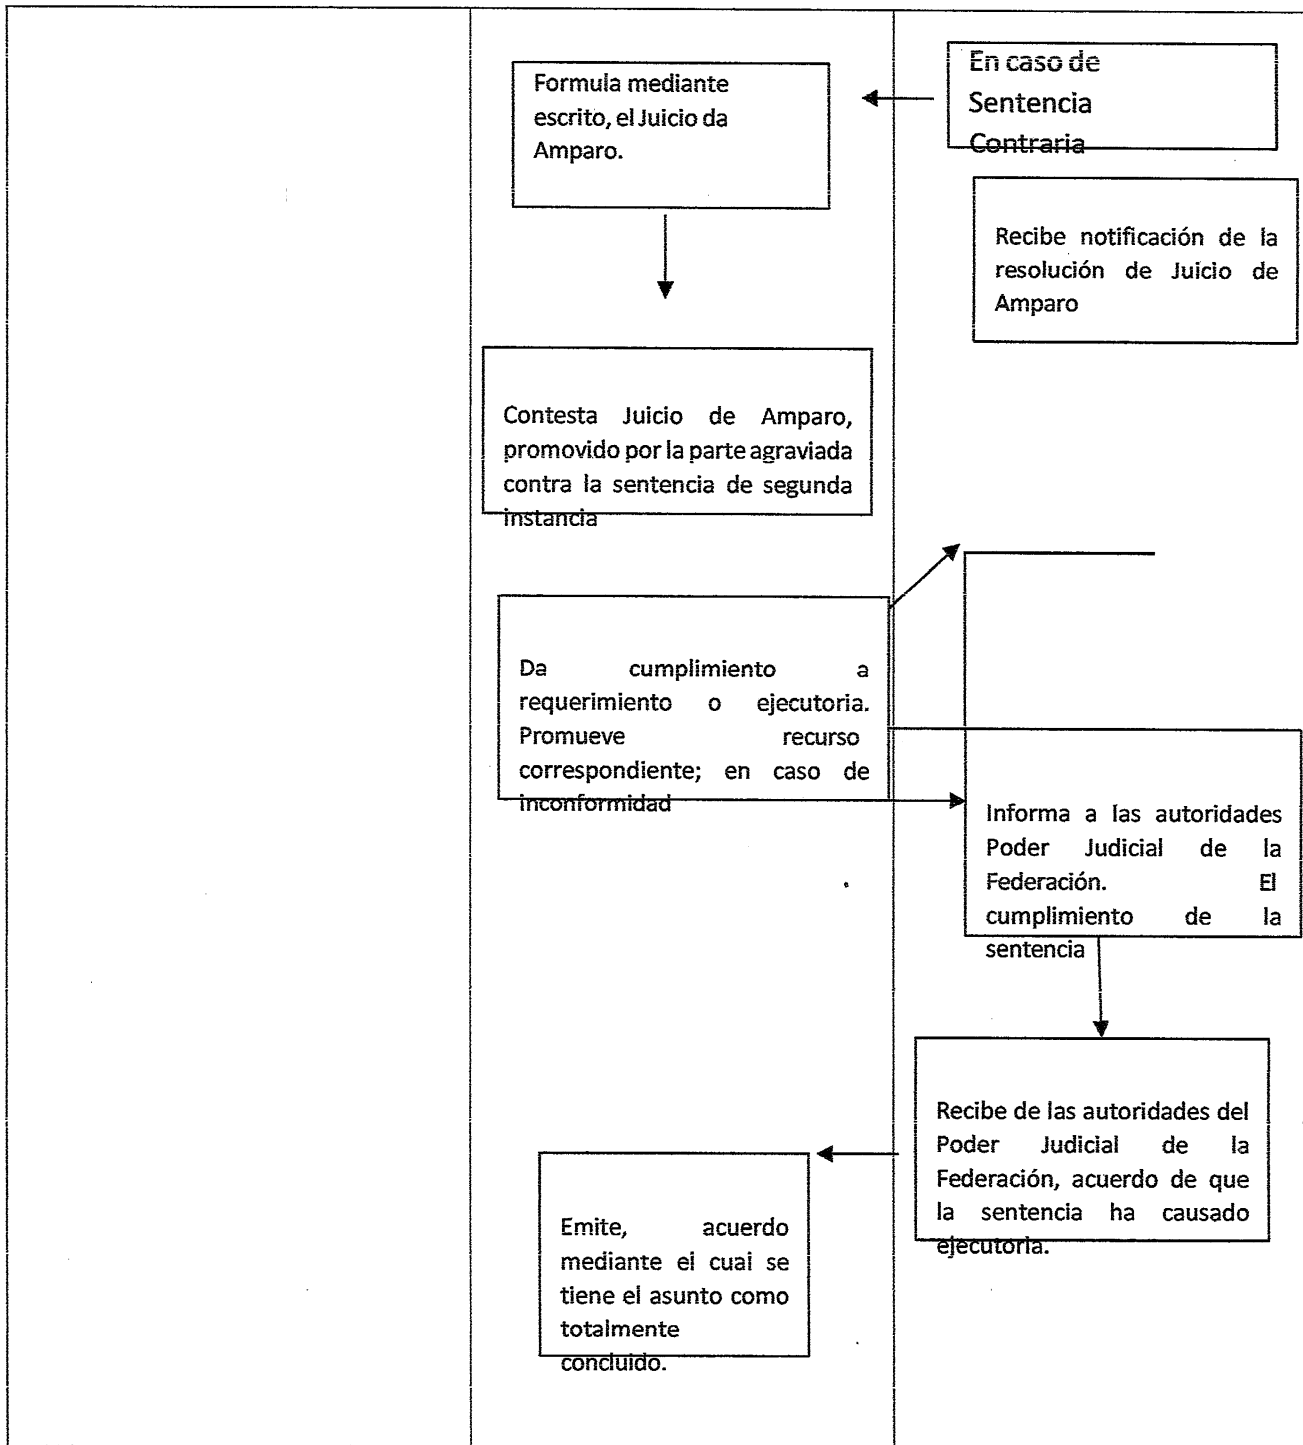 En caso de
Sentencia
Contraria
Formula mediante
escrito, el Juicio da
Amparo.
Recibe notificación de la
resolución de Juicio de
Amparo
Contesta Juicio de Amparo,
promovido por la parte agraviada
contra la sentencia de segunda
instancia
Da cumplimiento a
requerimiento o ejecutoria.
Promueve recurso
correspondiente; en caso de
inconformidad
Informa a las autoridades
Poder Judicial de la
Federación. El
cumplimiento de la
sentencia
Recibe de las autoridades del
Poder Judicial de la
Federación, acuerdo de que
la sentencia ha causado
ejecutoria.
Emite, acuerdo
mediante el cual se
tiene el asunto como
totalmente
concluido.